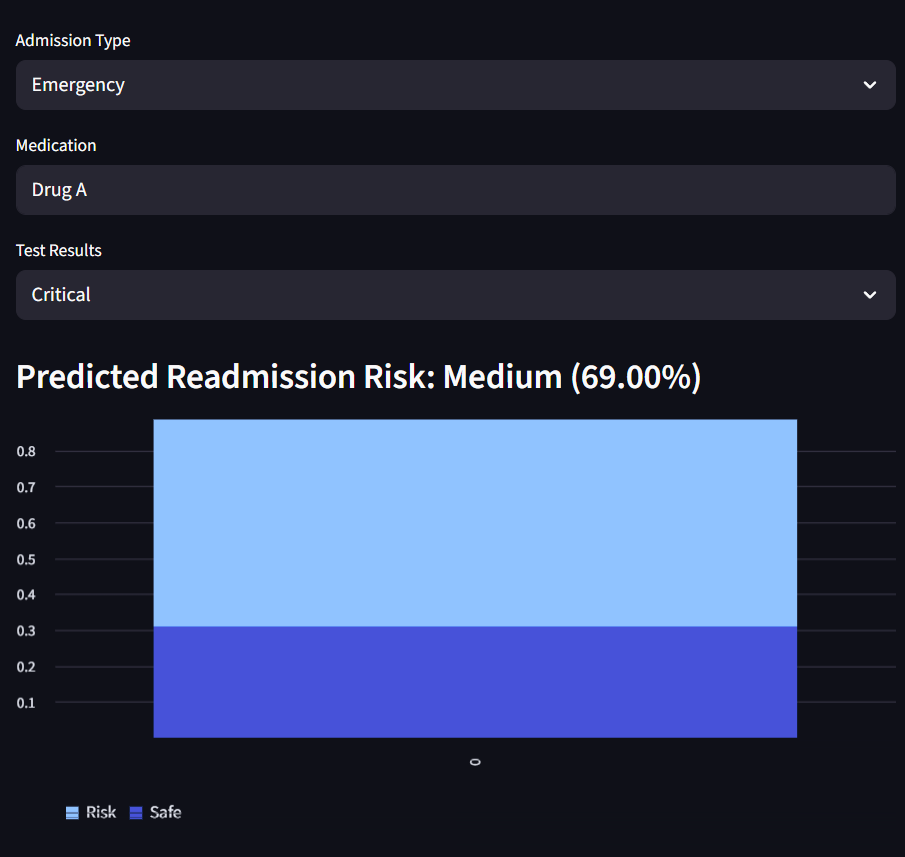 Admission Type
Emergency
Medication
Drug A
Test Results
Critical
Predicted Readmission Risk: Medium (69.00%)
0.8
0.7
0.6
0.5
0.4
0.3
0.2
0.1
0
Risk Safe